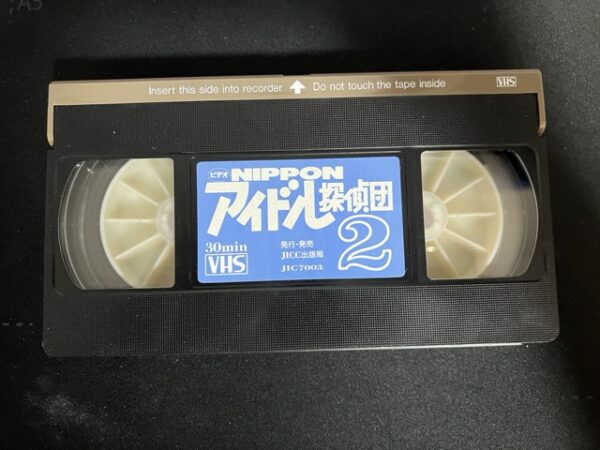 Insert this side into recorder ⬆ Do not touch the tape inside
VHS
ビデオ
NIPPON
アイドル探偵団
2
30min
VHS
発行・発売
JICC出版局
JIC7003